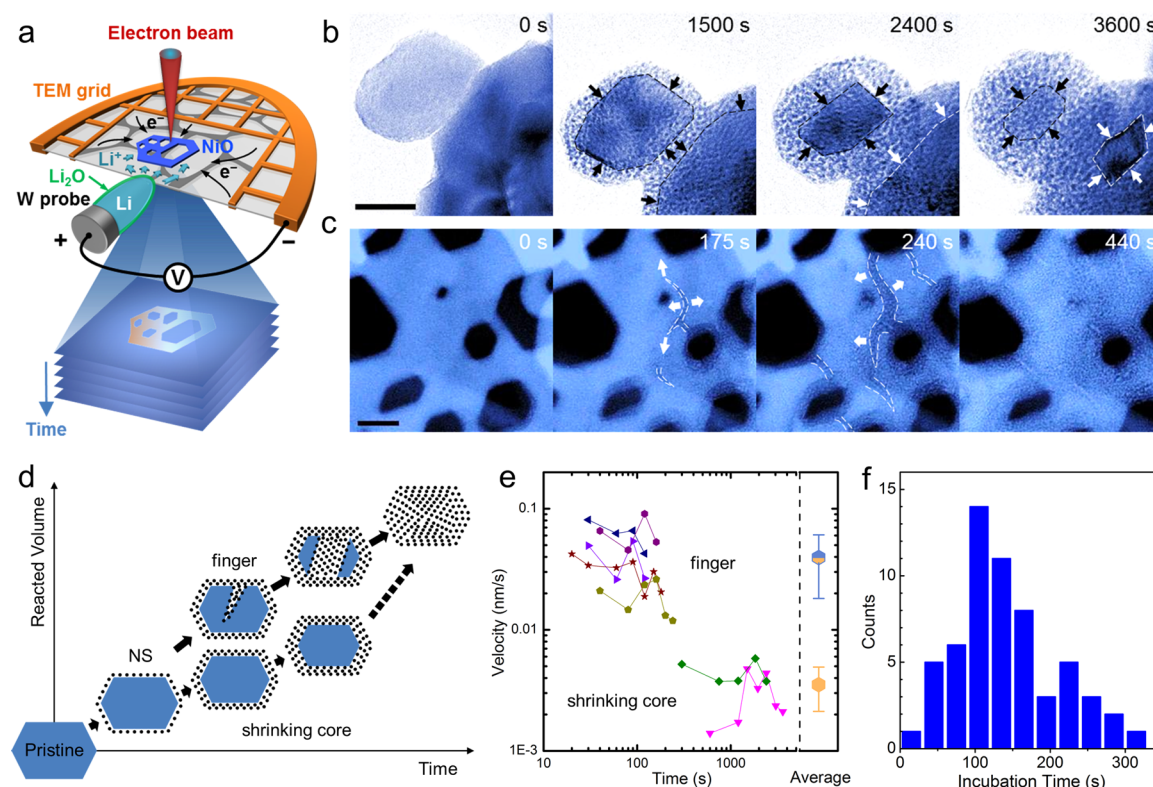 a
Electron beam
TEM grid
e⁻
NiO
Li⁺
e⁻
Li₂O
W probe
Li
+
−
V
Time
b
0 s
1500 s
2400 s
3600 s
c
0 s
175 s
240 s
440 s
d
Reacted Volume
finger
NS
shrinking core
Pristine
Time
e
Velocity (nm/s)
0.1
0.01
1E-3
finger
shrinking core
10
100
1000
Time (s)
Average
f
Counts
15
10
5
0
0
100
200
300
Incubation Time (s)